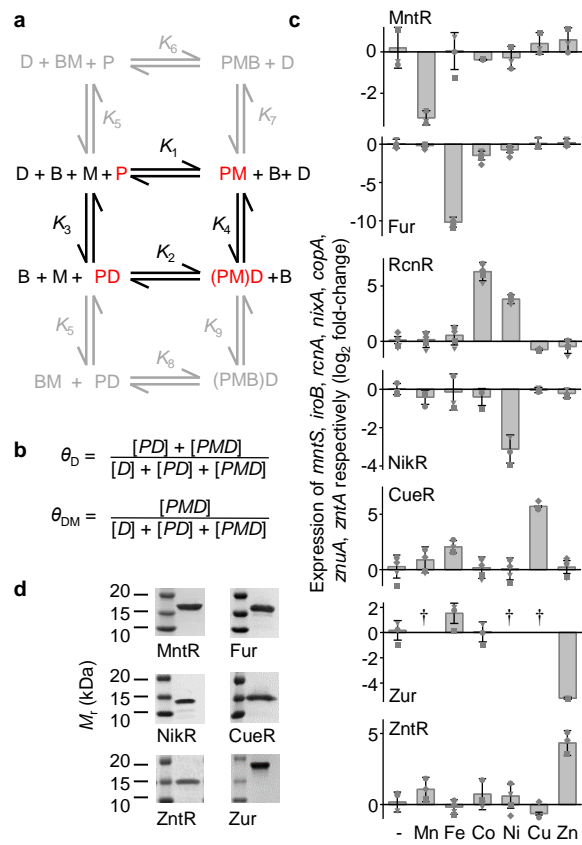 a
K6
D + BM + P
PMB + D
K5
K7
K1
D + B + M + P
PM + B+ D
K3
K4
K2
B + M + PD
(PM)D +B
K5
K9
K8
BM + PD
(PMB)D
b
θD = [PD] + [PMD] / [D] + [PD] + [PMD]
θDM = [PMD] / [D] + [PD] + [PMD]
d
Mr (kDa)
20
15
10
MntR
Fur
20
15
10
NikR
CueR
20
15
10
ZntR
Zur
c
Expression of mntS, iroB, rcnA, nixA, copA,
znuA, zntA respectively (log2 fold-change)
MntR
0
-2
0
-5
-10
Fur
RcnR
5
0
0
-2
-4
NikR
CueR
5
0
† † †
2
0
-2
-4
Zur
ZntR
4
2
0
- Mn Fe Co Ni Cu Zn